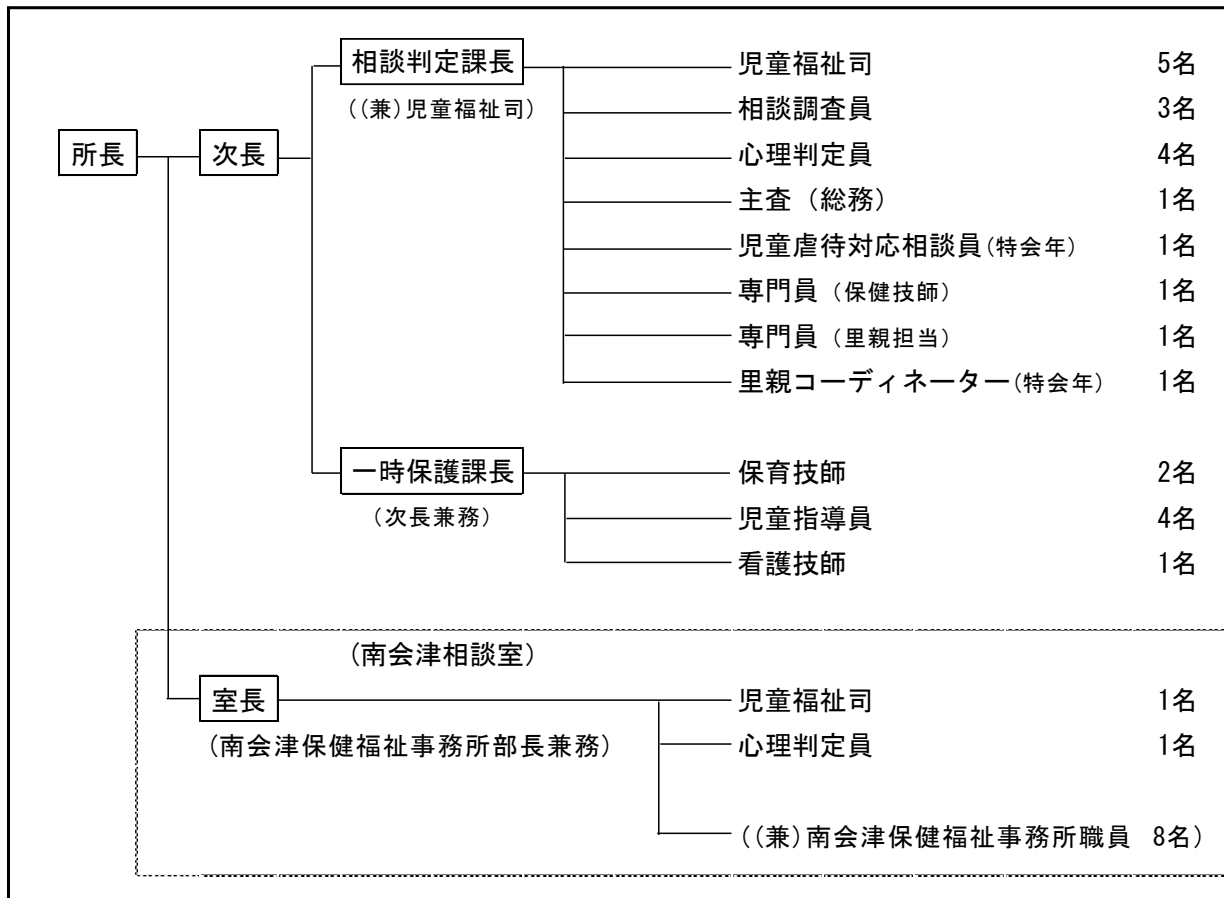 相談判定課長 児童福祉司 5名
((兼)児童福祉司) 相談調査員 3名
所長 次長 心理判定員 4名
主査（総務） 1名
児童虐待対応相談員(特会年) 1名
専門員（保健技師） 1名
専門員（里親担当） 1名
里親コーディネーター(特会年) 1名
一時保護課長 保育技師 2名
（次長兼務） 児童指導員 4名
看護技師 1名
(南会津相談室)
室長 児童福祉司 1名
(南会津保健福祉事務所部長兼務) 心理判定員 1名
((兼)南会津保健福祉事務所職員 8名)